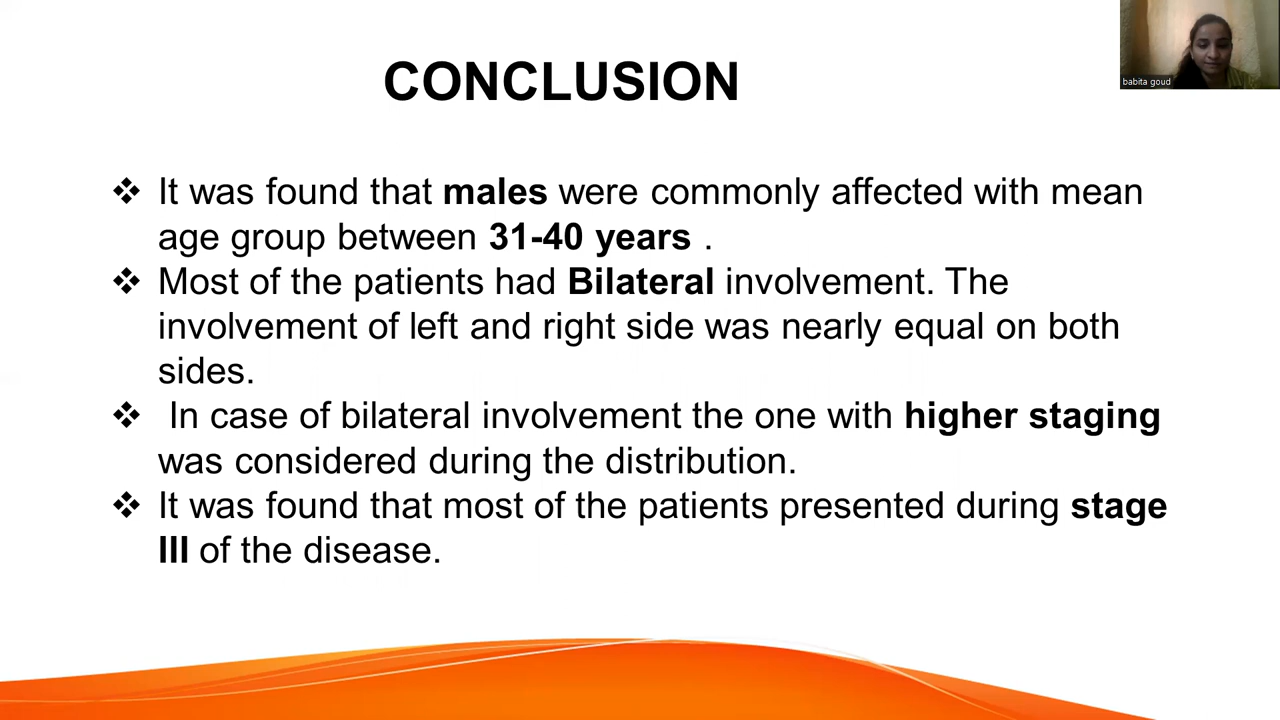 babita goud
CONCLUSION
❖ It was found that males were commonly affected with mean
age group between 31-40 years .
❖ Most of the patients had Bilateral involvement. The
involvement of left and right side was nearly equal on both
sides.
❖ In case of bilateral involvement the one with higher staging
was considered during the distribution.
❖ It was found that most of the patients presented during stage
III of the disease.